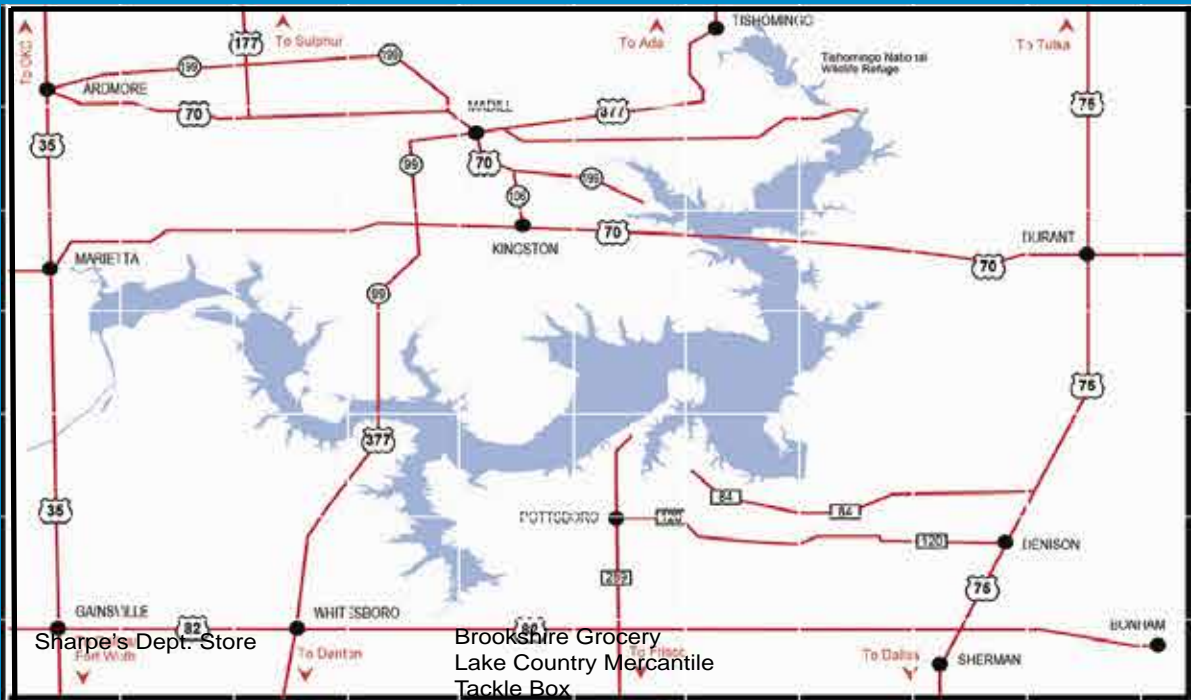 TISHOMINGO
177
To Sulphur
To Ada
To Tulsa
To OKC
199
199
Tishomingo National
Wildlife Refuge
ARDMORE
70
MADILL
377
75
35
99
70
199
106
70
KINGSTON
DURANT
MARIETTA
70
99
75
377
35
POTTSBORO
120
84
84
120
DENISON
289
75
GAINSVILLE
82
WHITESBORO
BONHAM
Sharpe's Dept. Store
Brookshire Grocery
Fort Woth
To Denton
To Frisco
To Dallas
SHERMAN
Lake Country Mercantile
Tackle Box